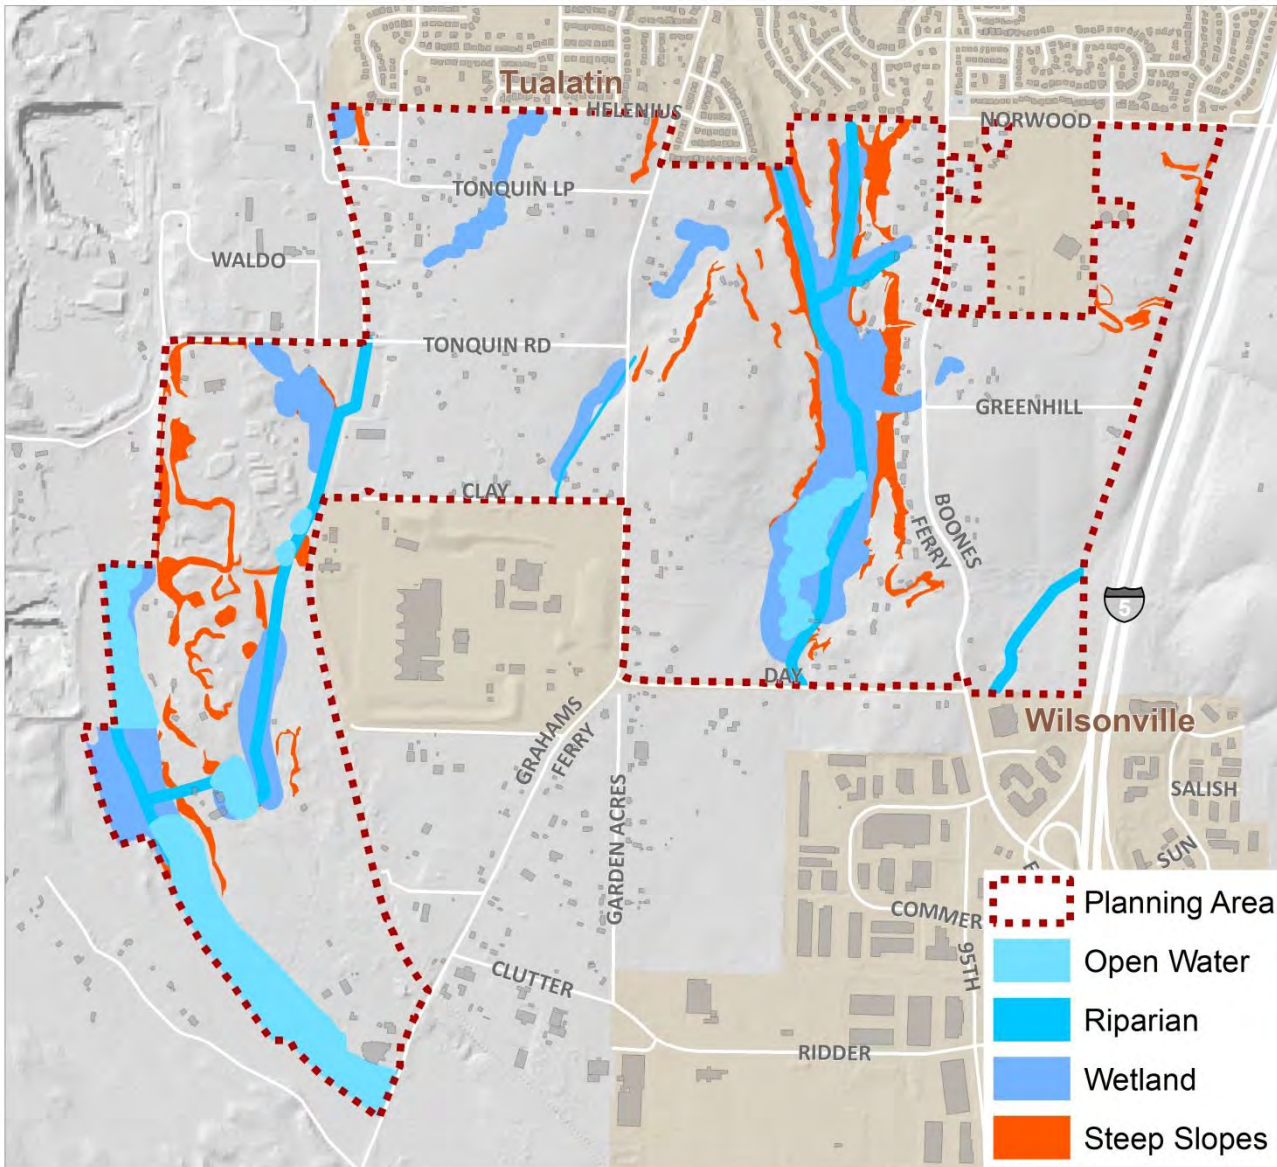 Tualatin
HELENIUS
NORWOOD
TONQUIN LP
WALDO
TONQUIN RD
GREENHILL
CLAY
BOONES
FERRY
5
DAY
Wilsonville
GRAHAMS
FERRY
GARDEN ACRES
SALISH
SUN
COMMER
95TH
CLUTTER
RIDDER
Planning Area
Open Water
Riparian
Wetland
Steep Slopes